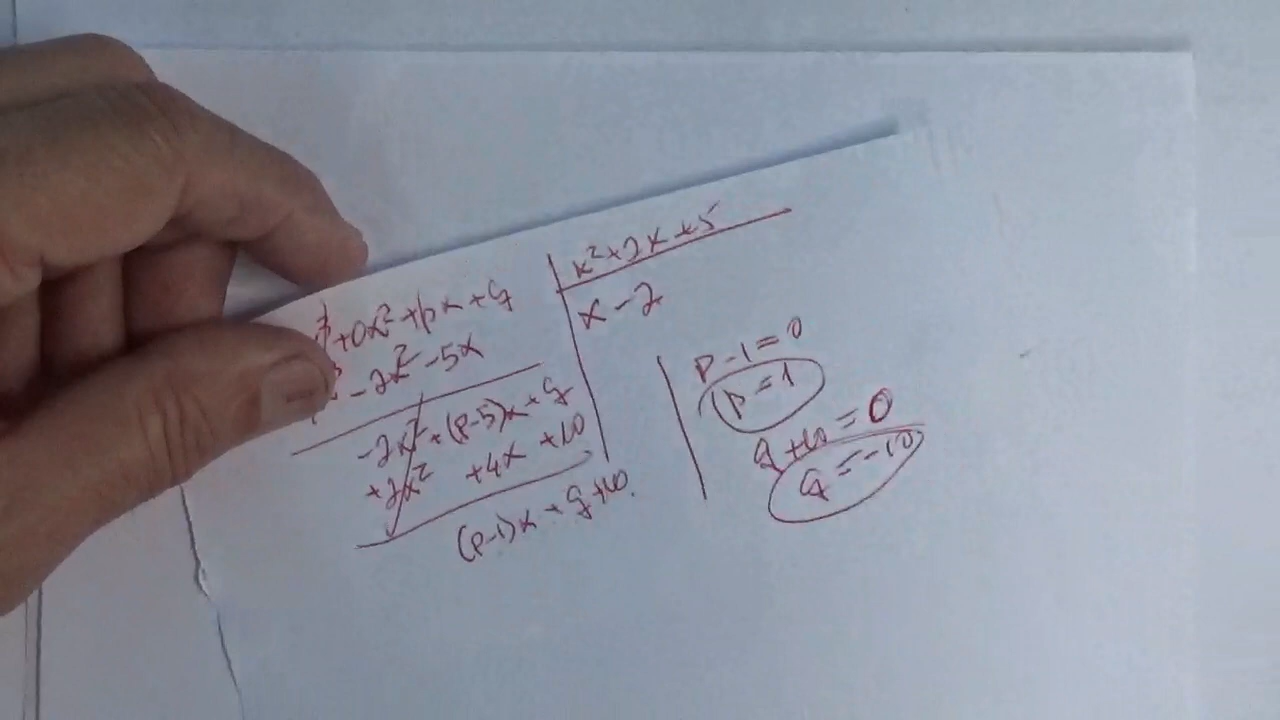 +0x²+px+q
x²+2x+5
-2x²-5x
x-2
-2x²+(p-5)x+q
+2x² +4x +10
(p-1)x+q+10.
p-1=0
p=1
q+10=0
q=-10